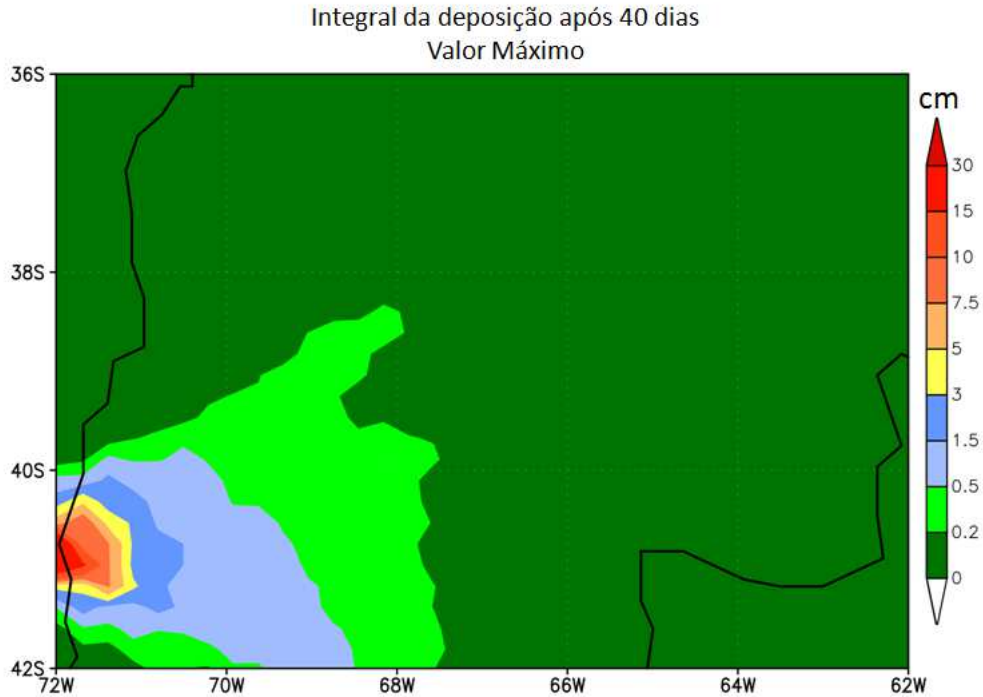 Integral da deposição após 40 dias
Valor Máximo
36S
38S
40S
42S
72W 70W 68W 66W 64W 62W
cm
30
15
10
7.5
5
3
1.5
0.5
0.2
0